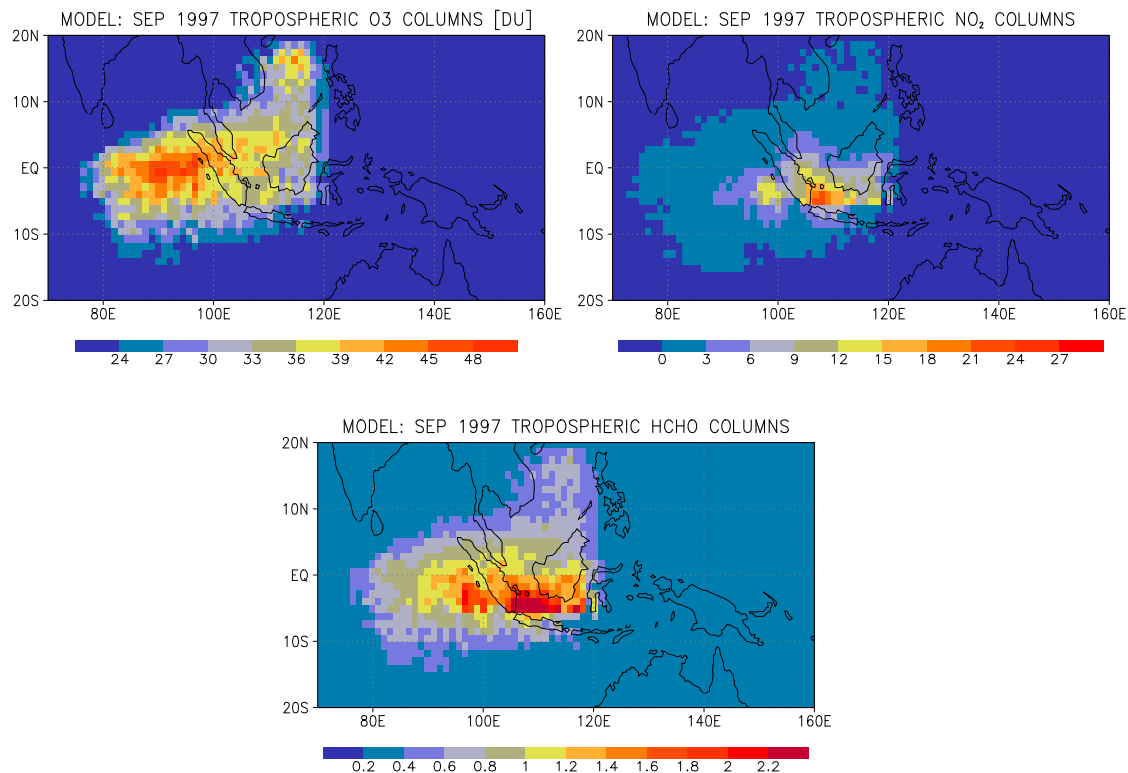 MODEL: SEP 1997 TROPOSPHERIC O3 COLUMNS [DU]
20N
10N
EQ
10S
20S
80E 100E 120E 140E 160E
24 27 30 33 36 39 42 45 48
MODEL: SEP 1997 TROPOSPHERIC NO₂ COLUMNS
20N
10N
EQ
10S
20S
80E 100E 120E 140E 160E
0 3 6 9 12 15 18 21 24 27
MODEL: SEP 1997 TROPOSPHERIC HCHO COLUMNS
20N
10N
EQ
10S
20S
80E 100E 120E 140E 160E
0.2 0.4 0.6 0.8 1 1.2 1.4 1.6 1.8 2 2.2